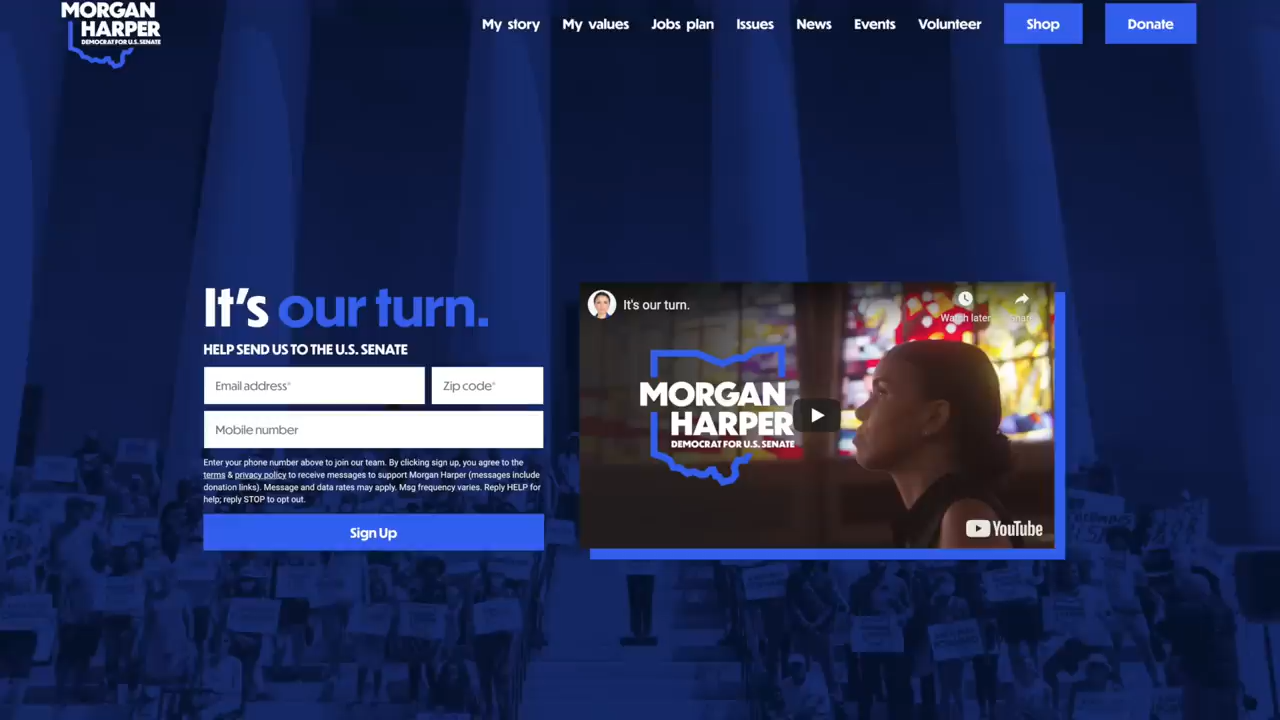 MORGAN
HARPER
DEMOCRAT FOR U.S. SENATE
My story
My values
Jobs plan
Issues
News
Events
Volunteer
Shop
Donate
It's our turn.
HELP SEND US TO THE U.S. SENATE
Email address*
Zip code*
Mobile number
Enter your phone number above to join our team. By clicking sign up, you agree to the
terms & privacy policy to receive messages to support Morgan Harper (messages include
donation links). Message and data rates may apply. Msg frequency varies. Reply HELP for
help; reply STOP to opt out.
Sign Up
It's our turn.
Watch later
Share
MORGAN
HARPER
DEMOCRAT FOR U.S. SENATE
YouTube